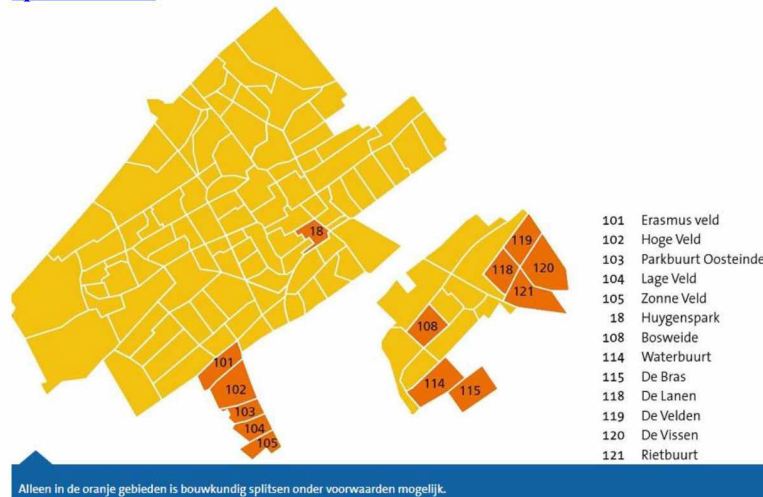 18
119
118
120
121
108
114
115
101
102
103
104
105
101 Erasmus veld
102 Hoge Veld
103 Parkbuurt Oosteinde
104 Lage Veld
105 Zonne Veld
18 Huygenspark
108 Bosweide
114 Waterbuurt
115 De Bras
118 De Lanen
119 De Velden
120 De Vissen
121 Rietbuurt
Alleen in de oranje gebieden is bouwkundig splitsen onder voorwaarden mogelijk.